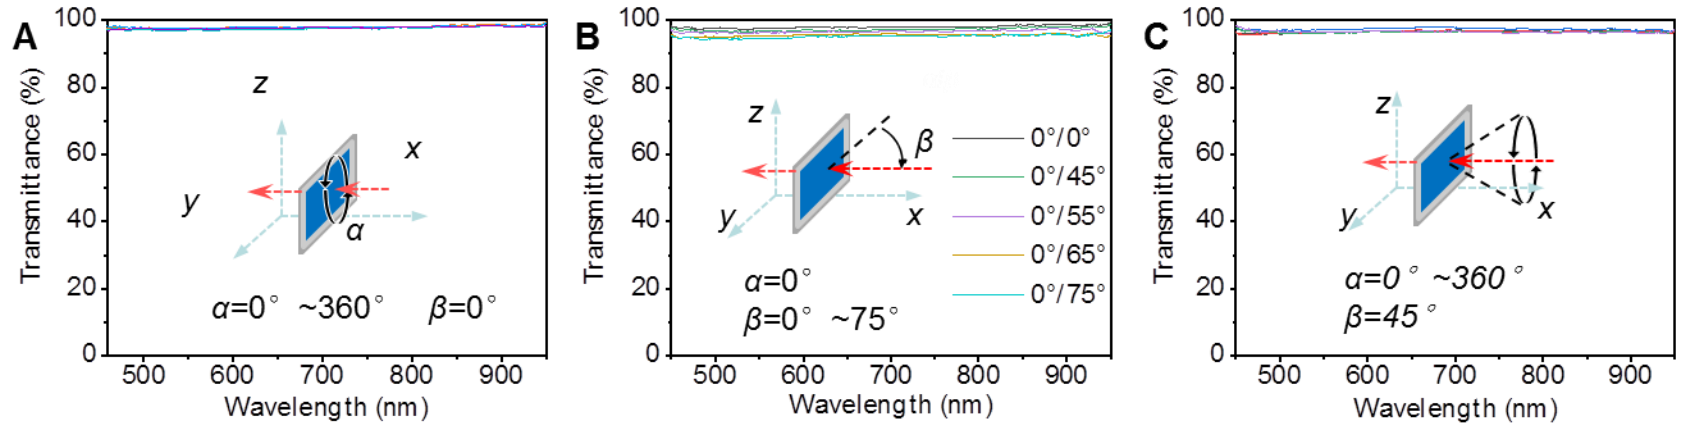 A
Transmittance (%)
100
80
60
40
20
0
z
x
y
α
α=0° ~360° β=0°
500 600 700 800 900
Wavelength (nm)
B
Transmittance (%)
100
80
60
40
20
0
z
β
y
x
0°/0°
0°/45°
0°/55°
0°/65°
0°/75°
α=0°
β=0° ~75°
500 600 700 800 900
Wavelength (nm)
C
Transmittance (%)
100
80
60
40
20
0
z
y
x
α=0° ~360°
β=45°
500 600 700 800 900
Wavelength (nm)